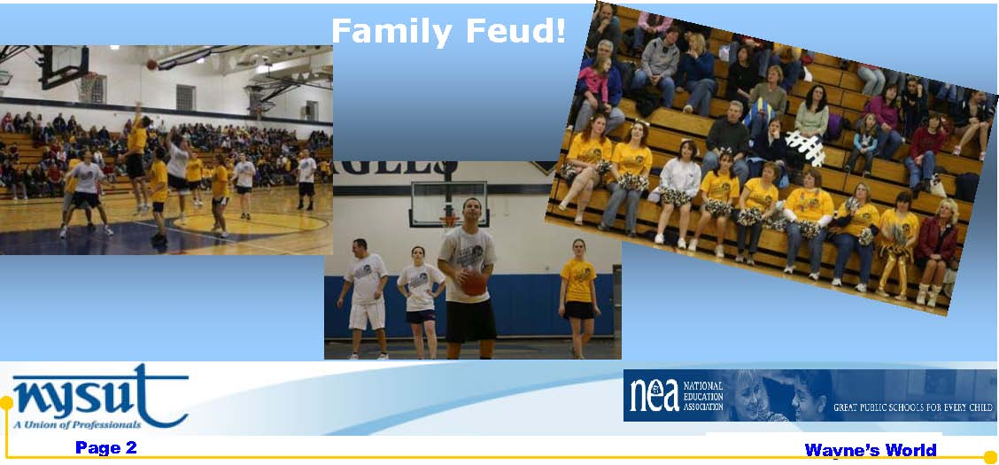 Family Feud!
EAGLES
nysut
A Union of Professionals
nea NATIONAL
EDUCATION
ASSOCIATION
GREAT PUBLIC SCHOOLS FOR EVERY CHILD
Page 2
Wayne's World